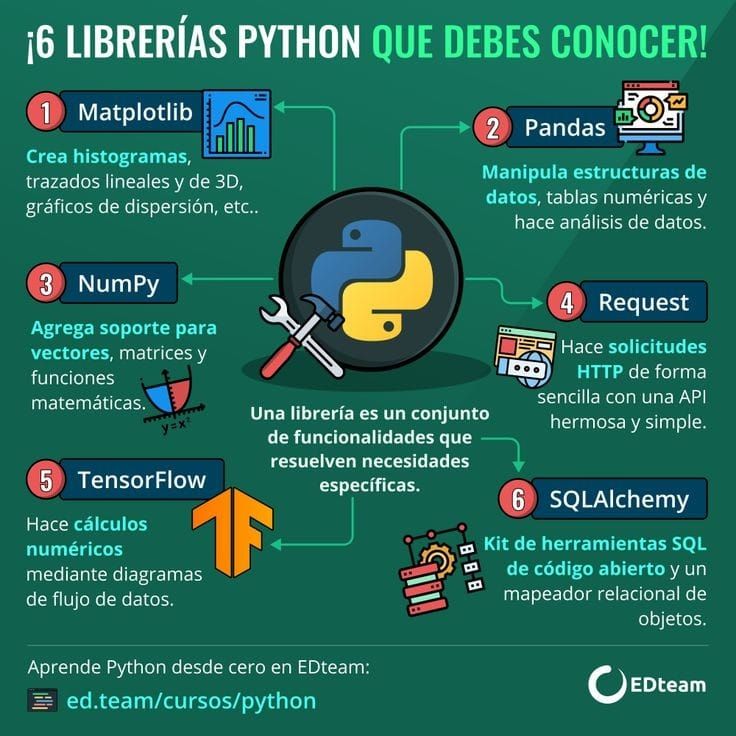 ¡6 LIBRERÍAS PYTHON QUE DEBES CONOCER!
1 Matplotlib
Crea histogramas,
trazados lineales y de 3D,
gráficos de dispersión, etc..
2 Pandas
Manipula estructuras de
datos, tablas numéricas y
hace análisis de datos.
3 NumPy
Agrega soporte para
vectores, matrices y
funciones
matemáticas.
y=x²
4 Request
Hace solicitudes
HTTP de forma
sencilla con una API
hermosa y simple.
Una librería es un conjunto
de funcionalidades que
resuelven necesidades
específicas.
5 TensorFlow
Hace cálculos
numéricos
mediante diagramas
de flujo de datos.
6 SQLAlchemy
Kit de herramientas SQL
de código abierto y un
mapeador relacional de
objetos.
Aprende Python desde cero en EDteam:
ed.team/cursos/python
EDteam